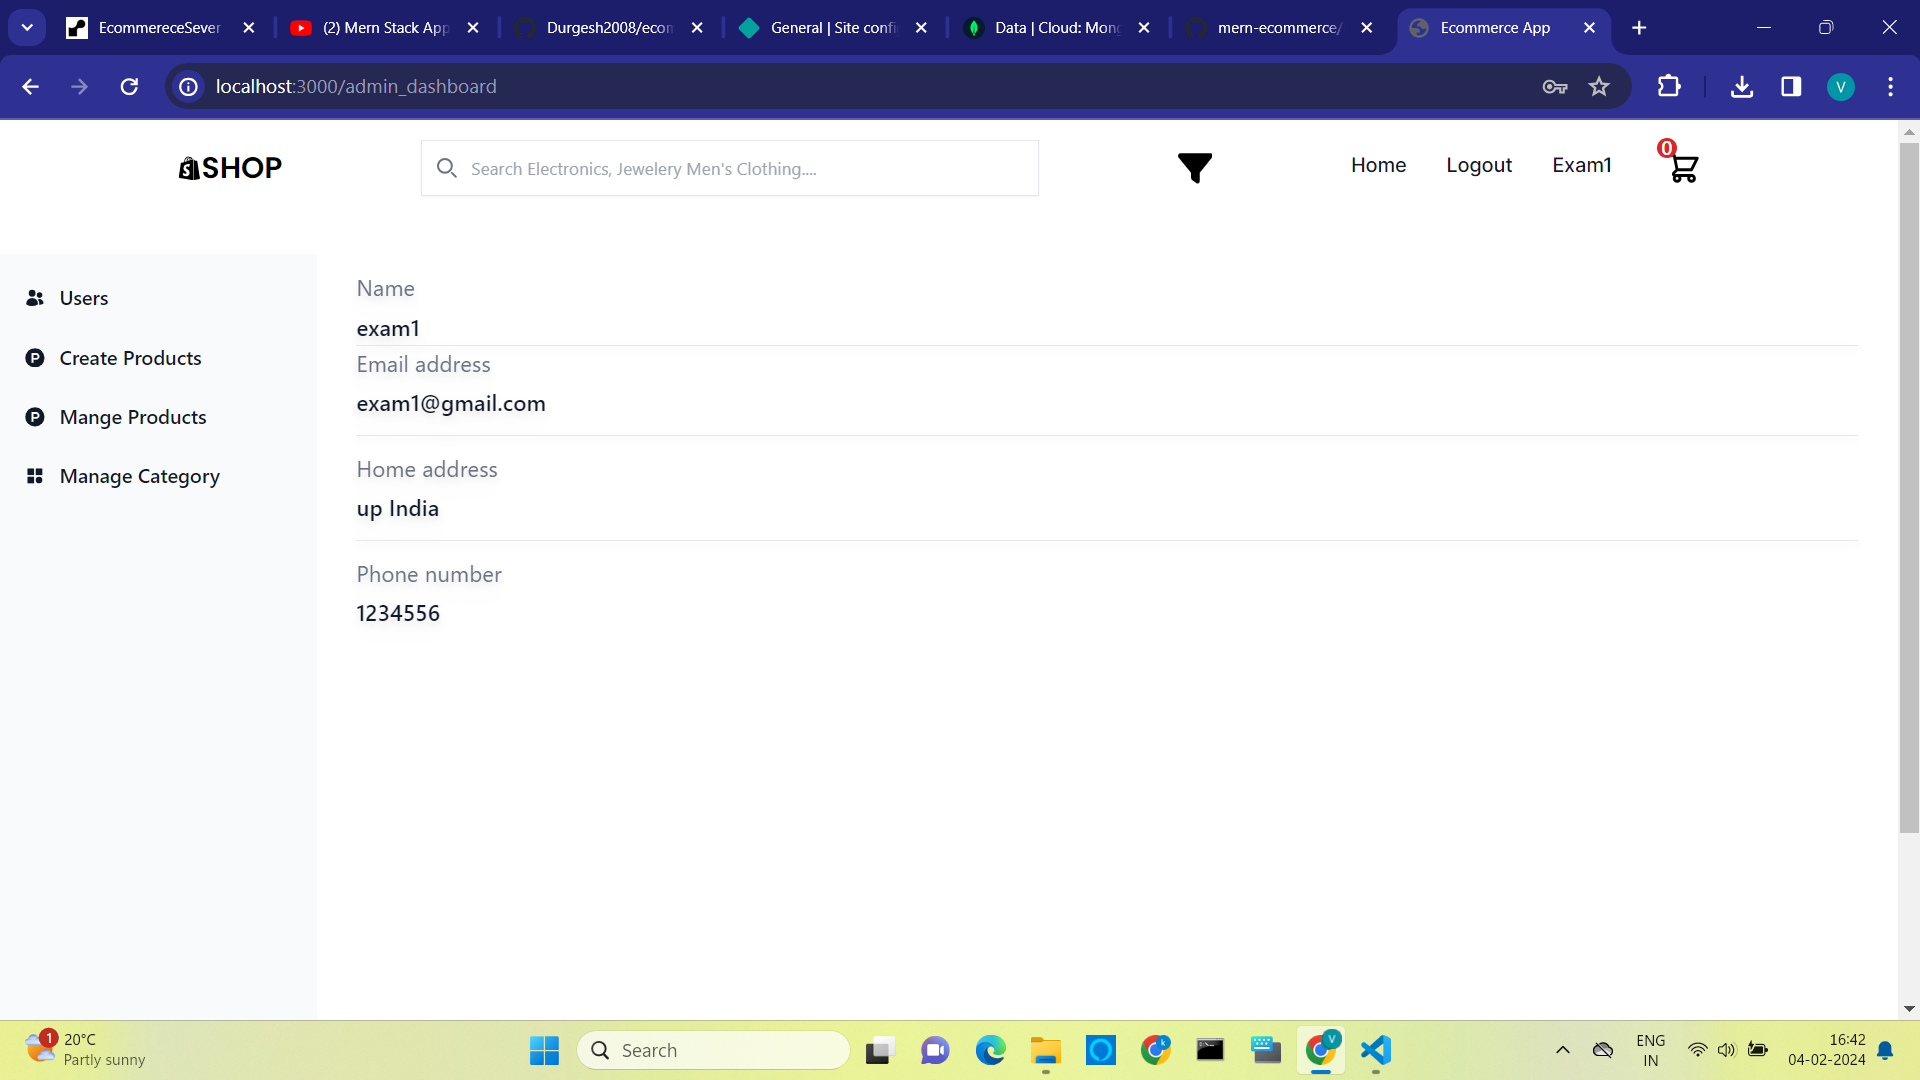 EcommereceSever
(2) Mern Stack App
Durgesh2008/econ
General | Site confi
Data | Cloud: Mong
mern-ecommerce/
Ecommerce App
localhost:3000/admin_dashboard
V
SHOP
Search Electronics, Jewelery Men's Clothing....
Home
Logout
Exam1
0
Users
Create Products
Mange Products
Manage Category
Name
exam1
Email address
exam1@gmail.com
Home address
up India
Phone number
1234556
1
20°C
Partly sunny
Search
ENG
IN
16:42
04-02-2024